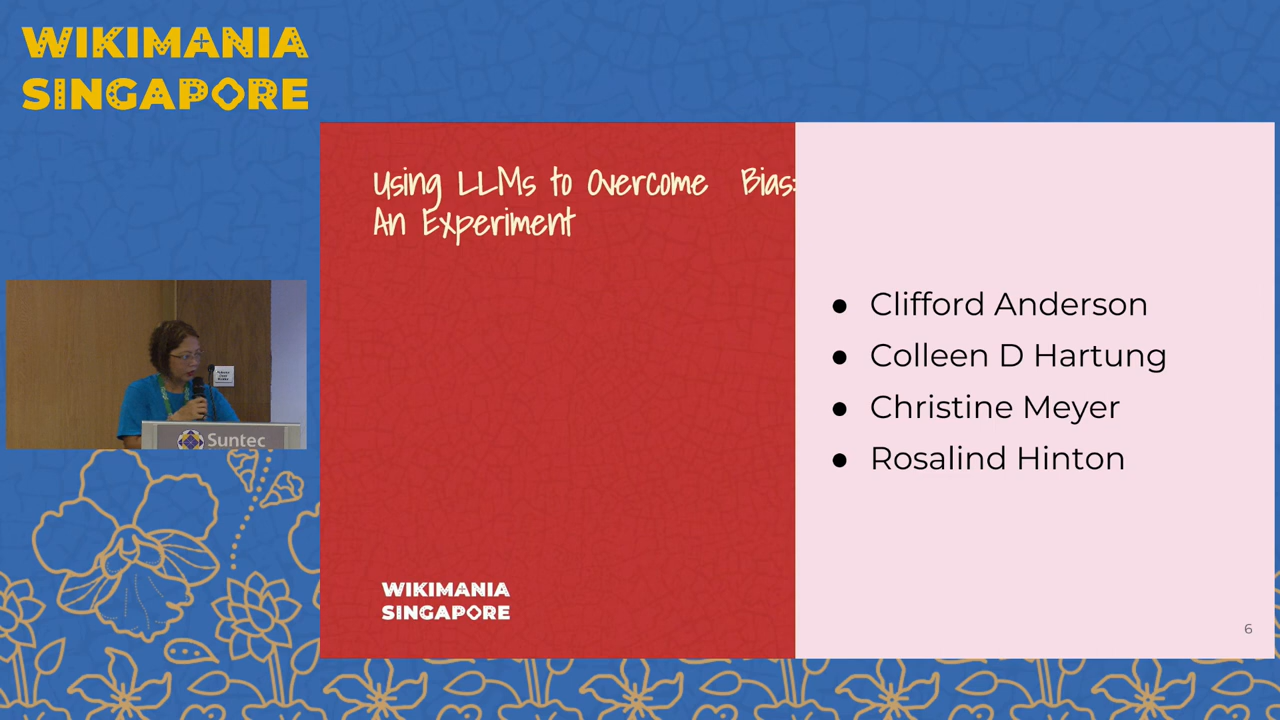 WIKIMANIA
SINGAPORE
Using LLMs to Overcome Bias:
An Experiment
Clifford Anderson
Colleen D Hartung
Christine Meyer
Rosalind Hinton
Suntec
WIKIMANIA
SINGAPORE
6